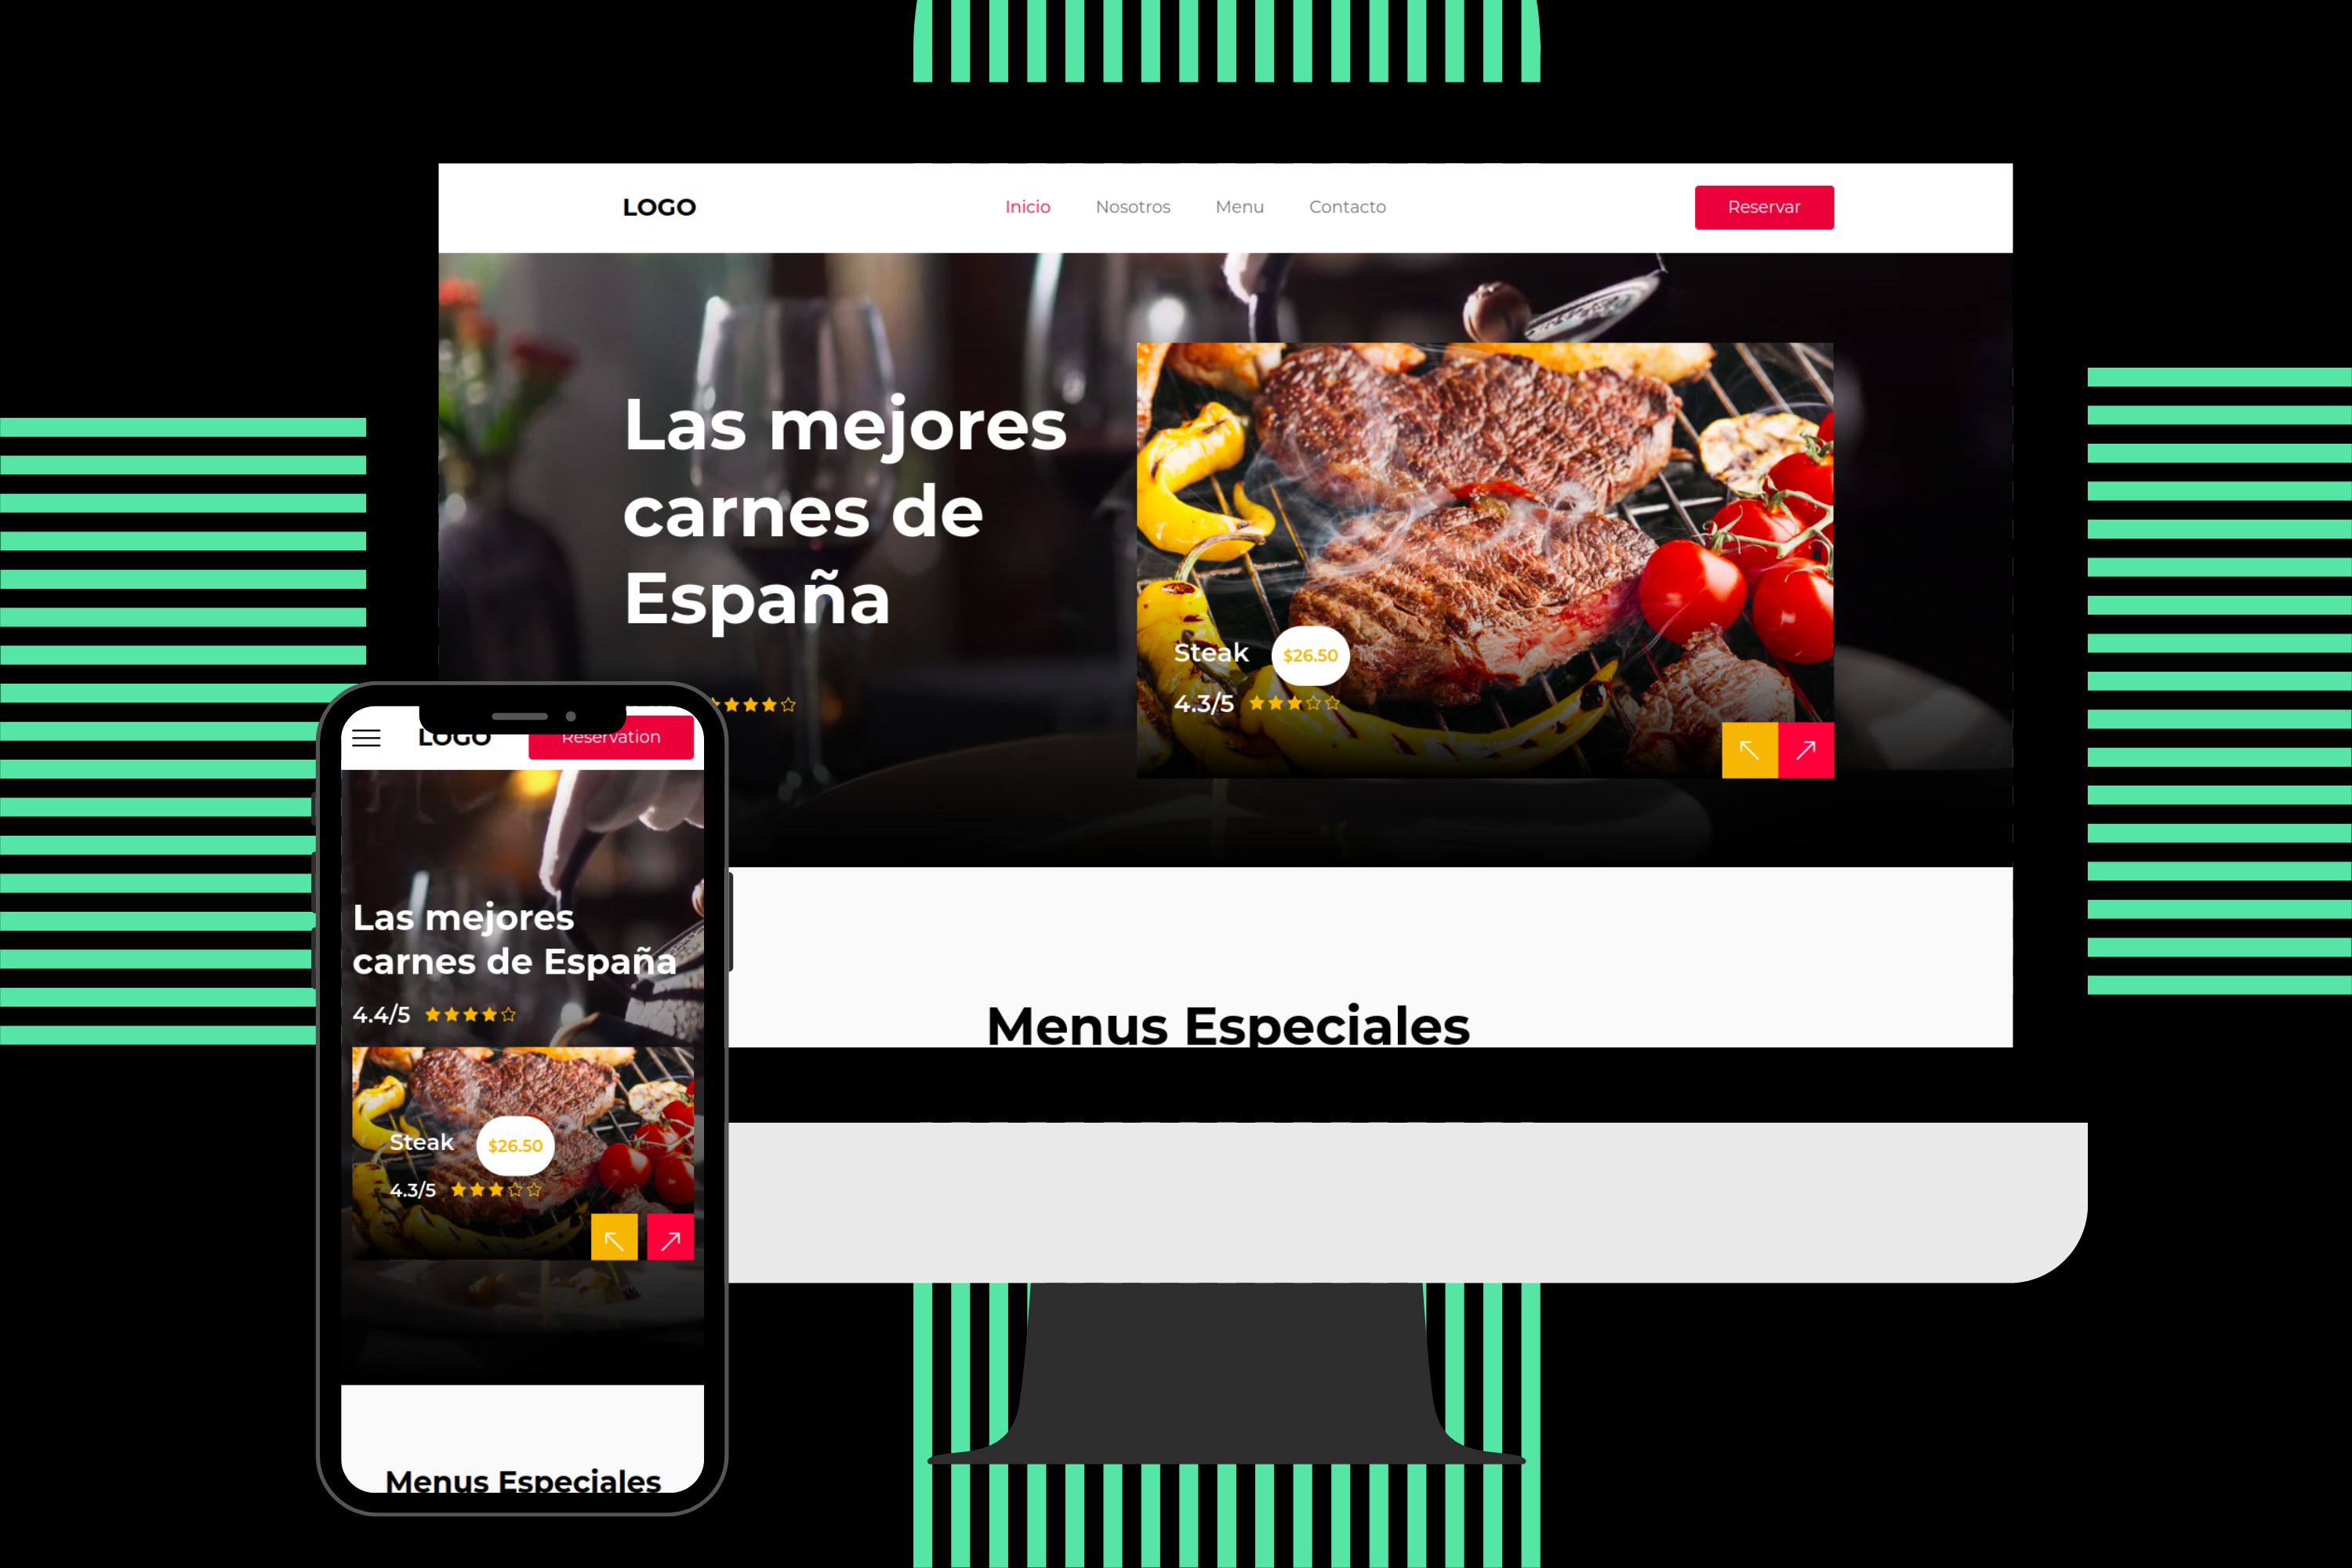 LOGO
Inicio Nosotros Menu Contacto
Reservar
Las mejores
carnes de
España
Steak $26.50
4.3/5
LOGO
Reservation
Las mejores
carnes de España
4.4/5
Steak $26.50
4.3/5
Menus Especiales
Menus Especiales